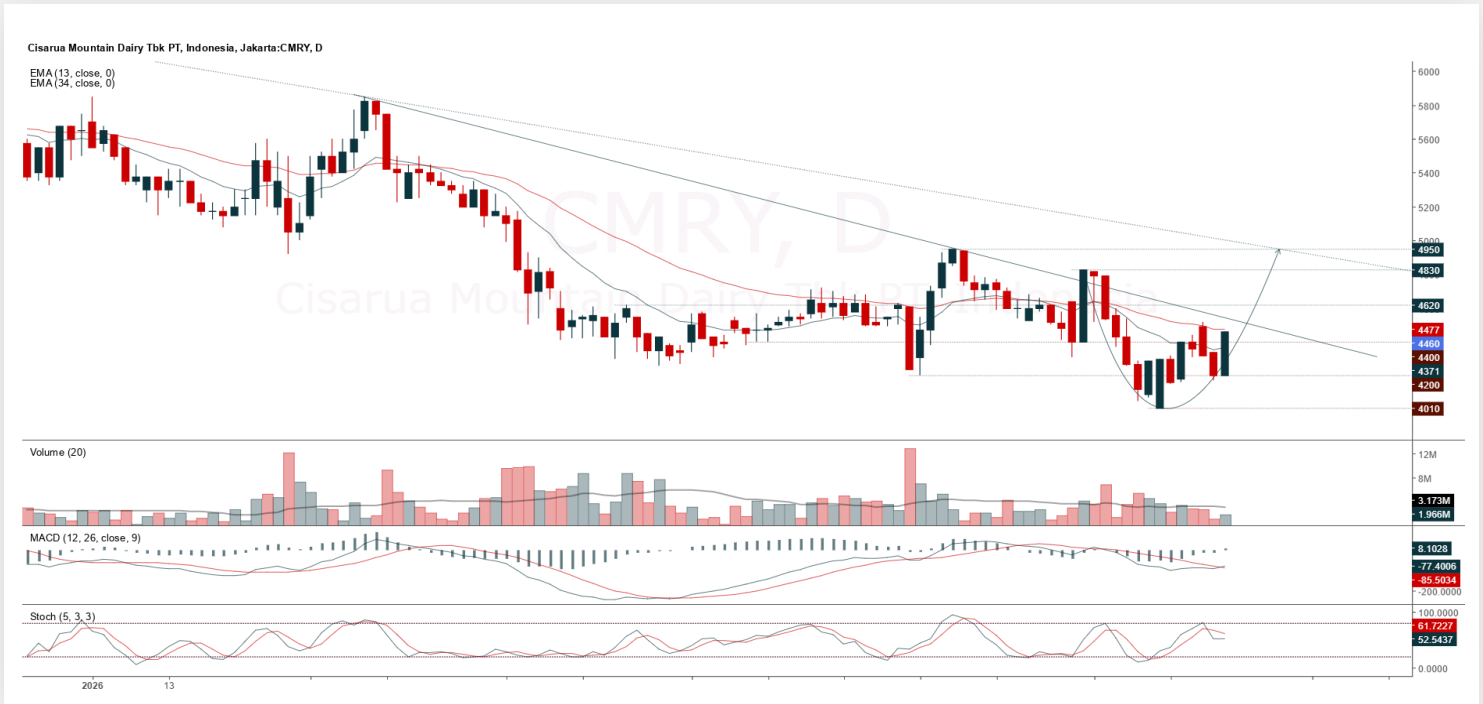 Cisarua Mountain Dairy Tbk PT, Indonesia, Jakarta:CMRY, D
EMA (13, close, 0)
EMA (34, close, 0)
CMRY, D
Cisarua Mountain Dairy Tbk PT, Indonesia
6000
5800
5600
5400
5200
5000
4950
4830
4620
4477
4460
4400
4371
4200
4010
Volume (20)
12M
8M
3.173M
1.966M
MACD (12, 26, close, 9)
8.1028
-77.4006
-85.5034
-200.0000
Stoch (5, 3, 3)
100.0000
61.7227
52.5437
0.0000
2026
13